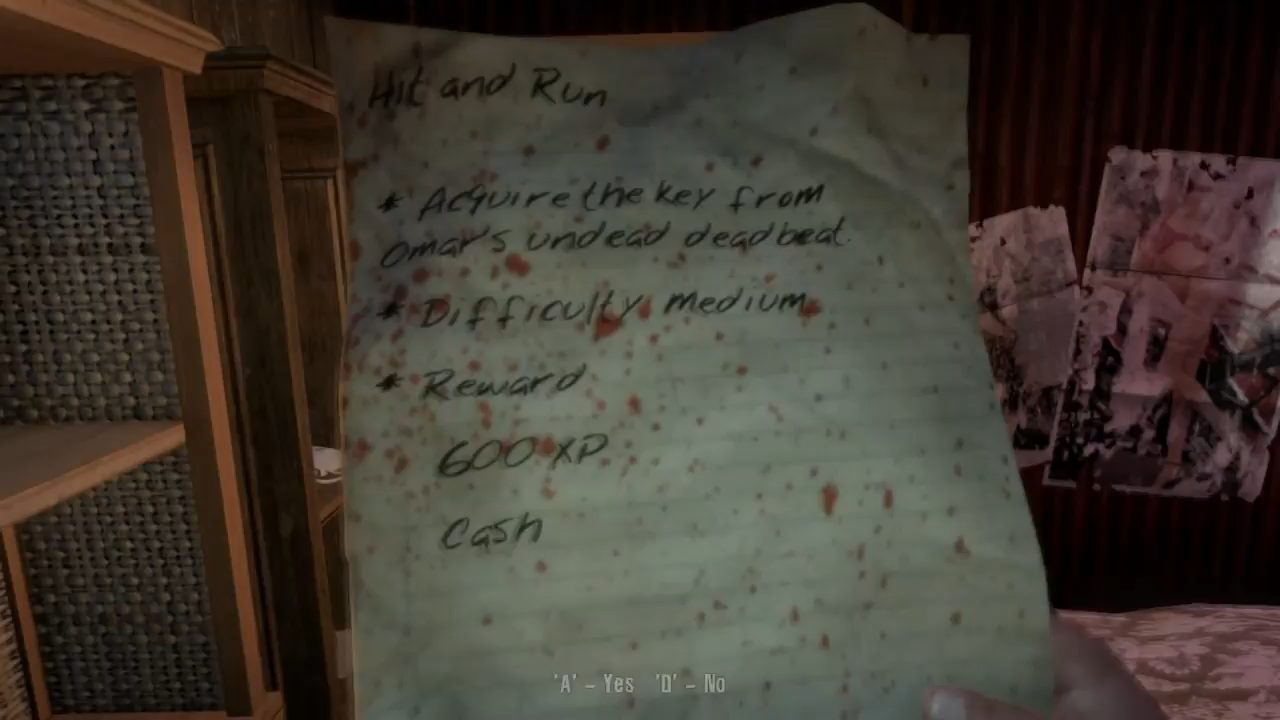 Hit and Run
* Acquire the key from
Omar's undead deadbeat.
* Difficulty medium
* Reward
600 XP
Cash
'A' - Yes 'D' - No